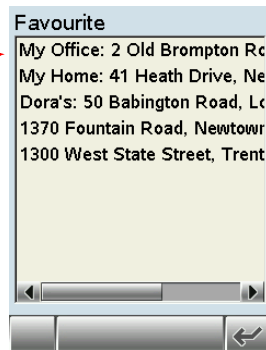 Favourite
My Office: 2 Old Brompton Ro
My Home: 41 Heath Drive, Ne
Dora's: 50 Babington Road, Lo
1370 Fountain Road, Newtown
1300 West State Street, Trent